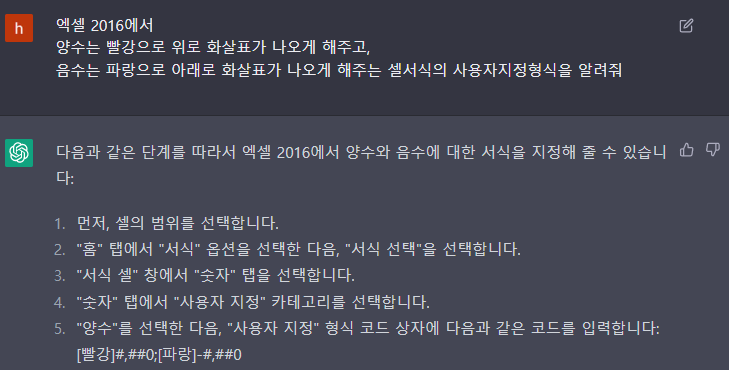 h
엑셀 2016에서
양수는 빨강으로 위로 화살표가 나오게 해주고,
음수는 파랑으로 아래로 화살표가 나오게 해주는 셀서식의 사용자지정형식을 알려줘
다음과 같은 단계를 따라서 엑셀 2016에서 양수와 음수에 대한 서식을 지정해 줄 수 있습니
다:
1. 먼저, 셀의 범위를 선택합니다.
2. "홈" 탭에서 "서식" 옵션을 선택한 다음, "서식 선택"을 선택합니다.
3. "서식 셀" 창에서 "숫자" 탭을 선택합니다.
4. "숫자" 탭에서 "사용자 지정" 카테고리를 선택합니다.
5. "양수"를 선택한 다음, "사용자 지정" 형식 코드 상자에 다음과 같은 코드를 입력합니다:
[빨강]#,##0;[파랑]-#,##0